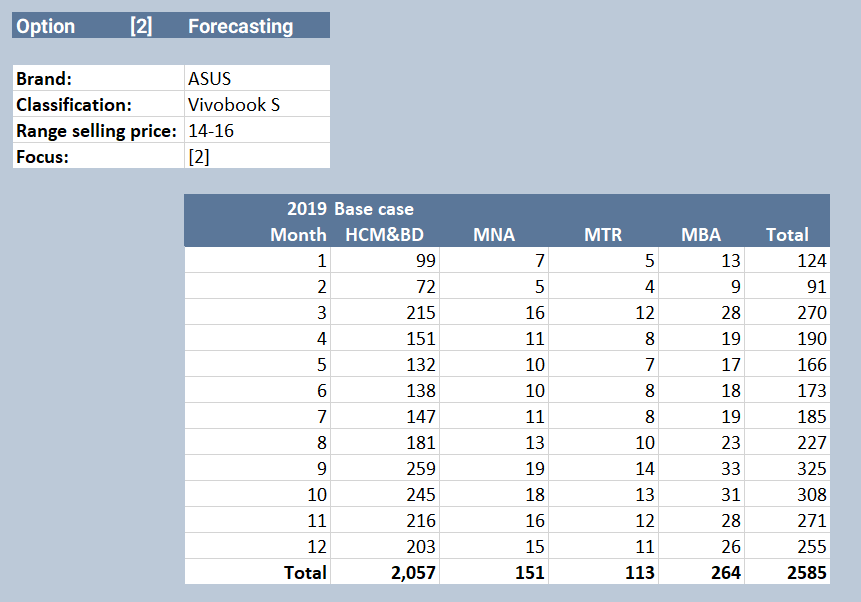 Option [2] Forecasting
Brand: ASUS
Classification: Vivobook S
Range selling price: 14-16
Focus: [2]
2019 Base case
Month HCM&BD MNA MTR MBA Total
1 99 7 5 13 124
2 72 5 4 9 91
3 215 16 12 28 270
4 151 11 8 19 190
5 132 10 7 17 166
6 138 10 8 18 173
7 147 11 8 19 185
8 181 13 10 23 227
9 259 19 14 33 325
10 245 18 13 31 308
11 216 16 12 28 271
12 203 15 11 26 255
Total 2,057 151 113 264 2585